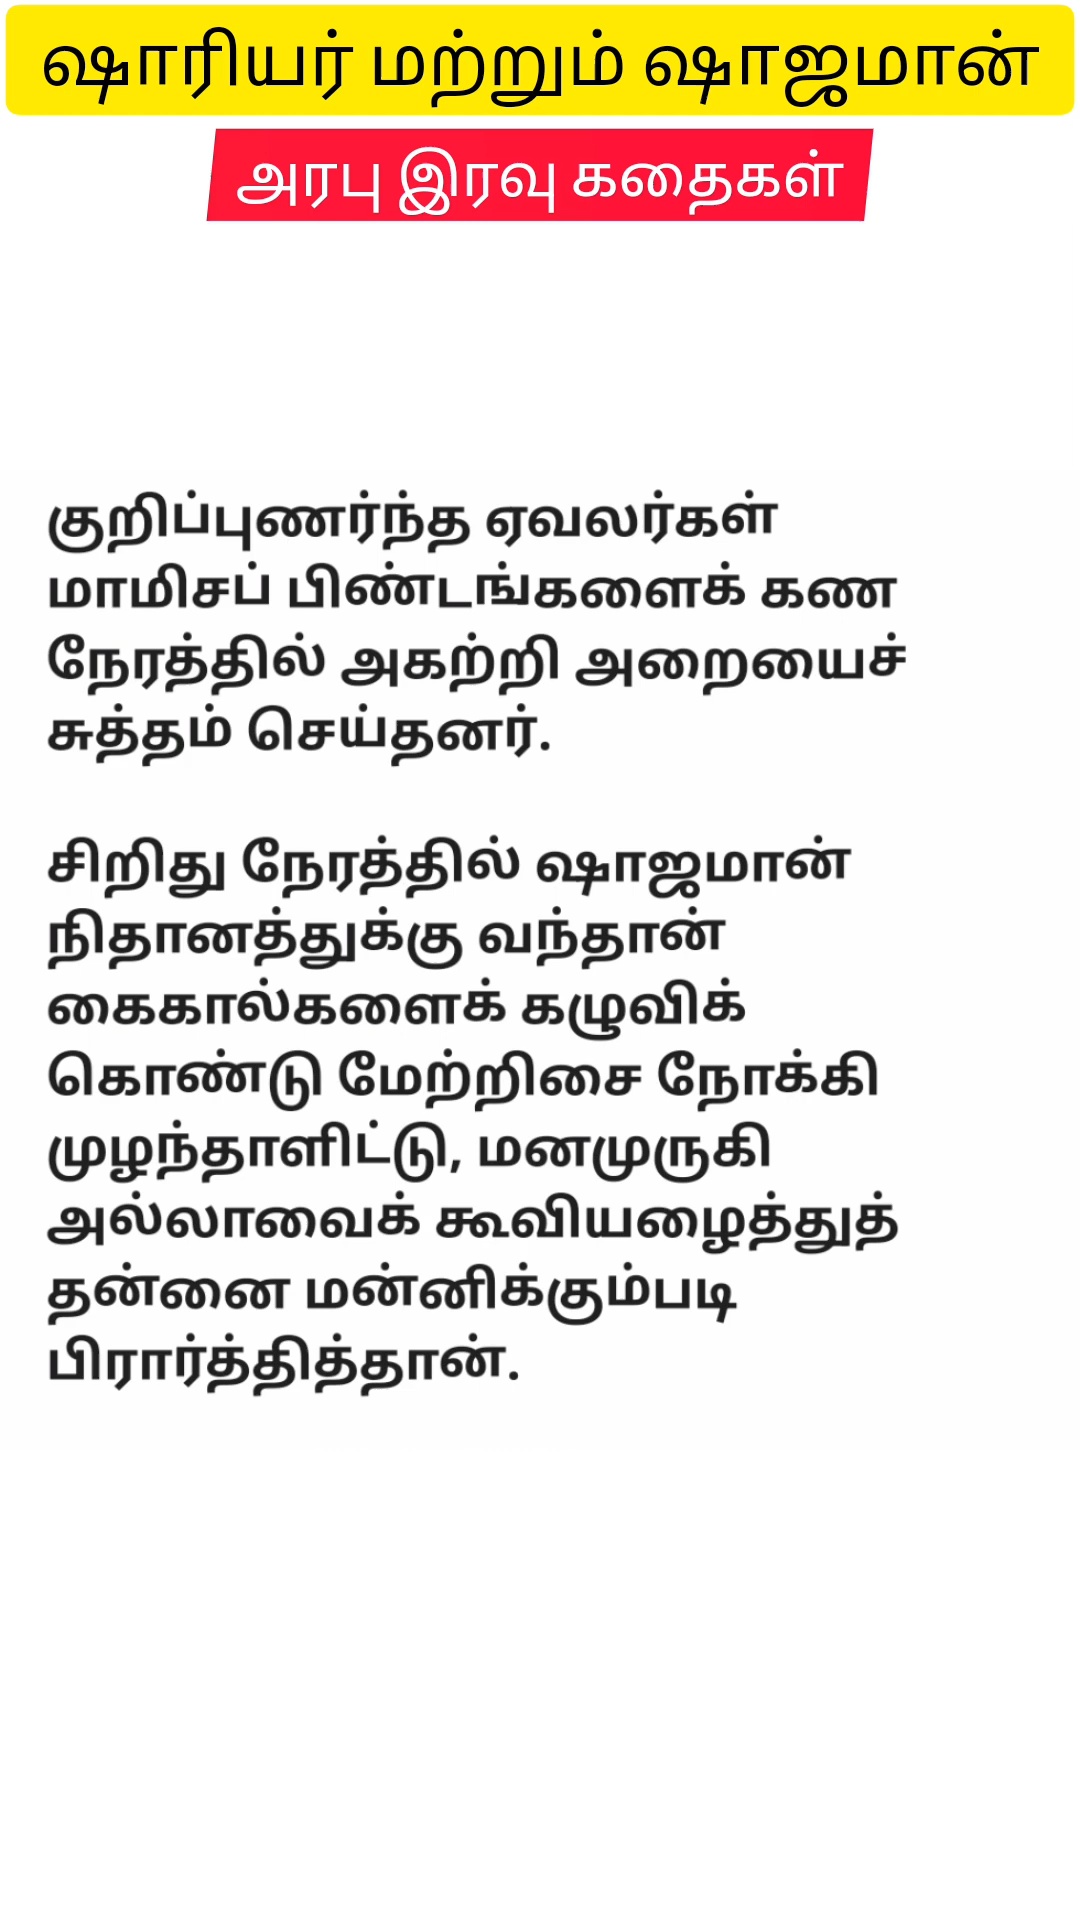 ஷாரியர் மற்றும் ஷாஜமான்
அரபு இரவு கதைகள்
குறிப்புணர்ந்த ஏவலர்கள்
மாமிசப் பிண்டங்களைக் கண
நேரத்தில் அகற்றி அறையைச்
சுத்தம் செய்தனர்.
சிறிது நேரத்தில் ஷாஜமான்
நிதானத்துக்கு வந்தான்
கைகால்களைக் கழுவிக்
கொண்டு மேற்றிசை நோக்கி
முழந்தாளிட்டு, மனமுருகி
அல்லாவைக் கூவியழைத்துத்
தன்னை மன்னிக்கும்படி
பிரார்த்தித்தான்.